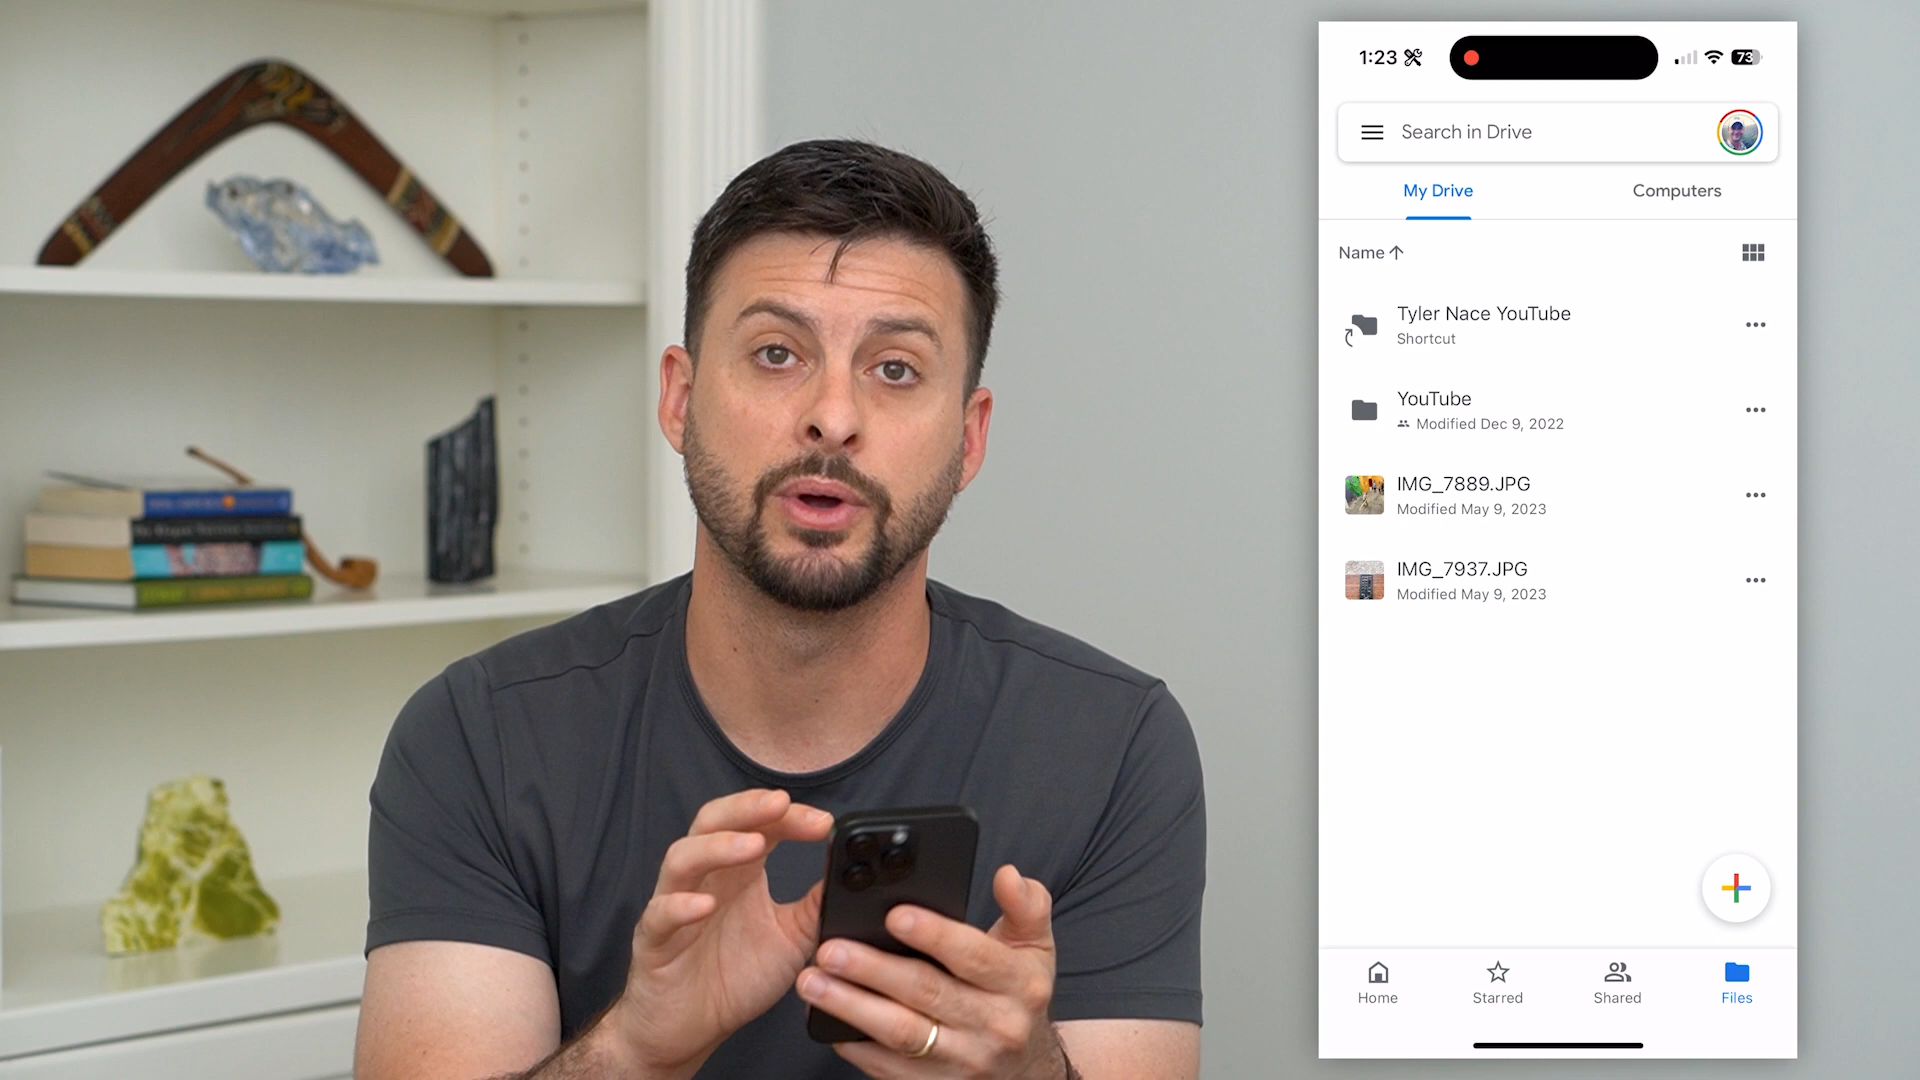 1:23
73
Search in Drive
My Drive
Computers
Name
Tyler Nace YouTube
Shortcut
YouTube
Modified Dec 9, 2022
IMG_7889.JPG
Modified May 9, 2023
IMG_7937.JPG
Modified May 9, 2023
Home
Starred
Shared
Files